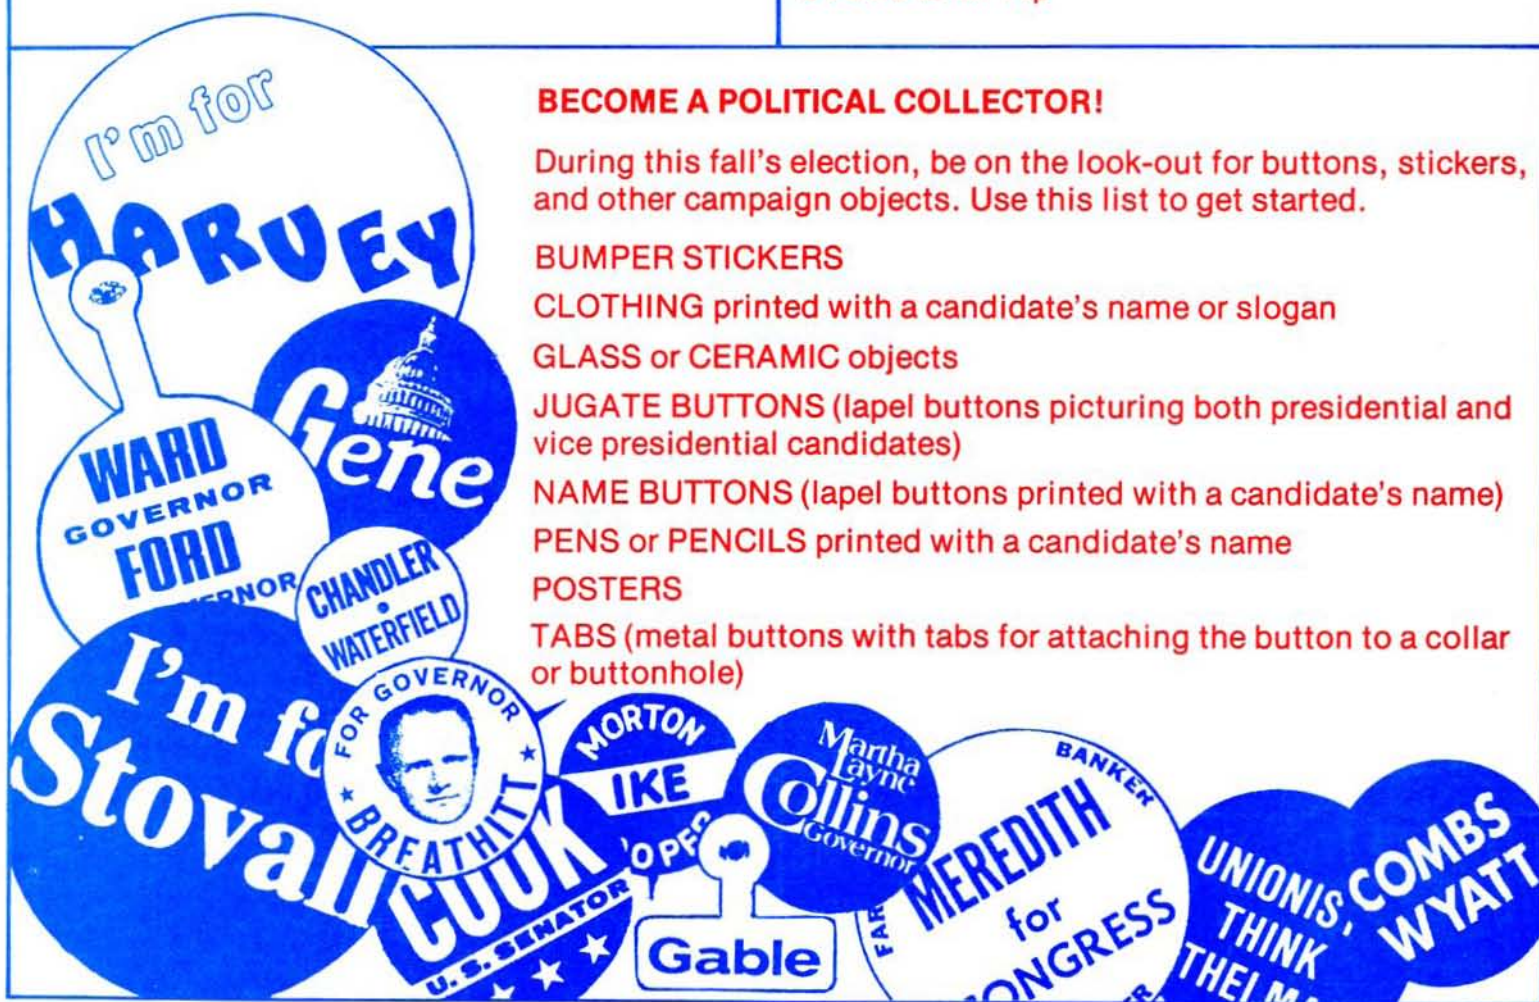 BECOME A POLITICAL COLLECTOR!
During this fall's election, be on the look-out for buttons, stickers,
and other campaign objects. Use this list to get started.
BUMPER STICKERS
CLOTHING printed with a candidate's name or slogan
GLASS or CERAMIC objects
JUGATE BUTTONS (lapel buttons picturing both presidential and
vice presidential candidates)
NAME BUTTONS (lapel buttons printed with a candidate's name)
PENS or PENCILS printed with a candidate's name
POSTERS
TABS (metal buttons with tabs for attaching the button to a collar
or buttonhole)
I'm for
HARVEY
Gene
WARD
GOVERNOR
FORD
ERNOR
CHANDLER
•
WATERFIELD
I'm fo
Stovall
FOR GOVERNOR
★ BREATHITT ★
COOK
U.S. SENATOR
MORTON
IKE
OPE
Gable
Martha
Layne
Collins
Governor
BANKER
FAR
MEREDITH
for
CONGRESS
UNIONIS
THINK
THELMA
COMBS
WYATT